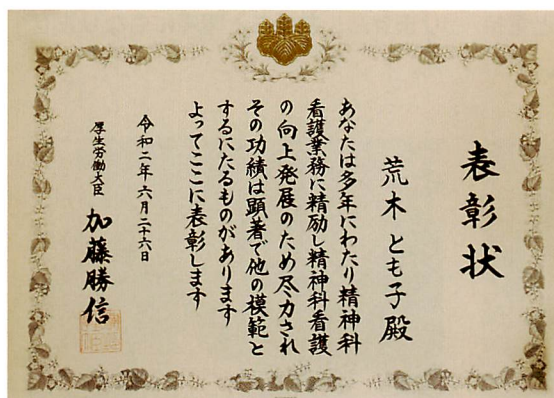 表彰状
荒木とも子殿
あなたは多年にわたり精神科
看護業務に精励し精神科看護
の向上発展のため尽力され
その功績は顕著で他の模範と
するにたるものがあります
よってここに表彰します
令和二年六月二十六日
厚生労働大臣 加藤勝信